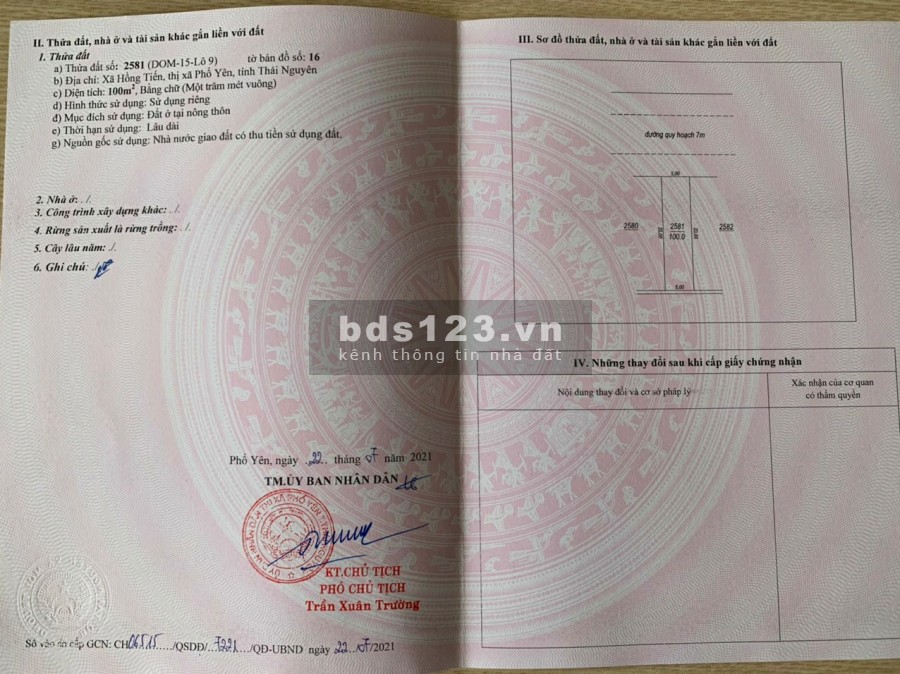 II. Thửa đất, nhà ở và tài sản khác gắn liền với đất
1. Thửa đất
a) Thửa đất số: 2581 (DOM-15-Lô 9) tờ bản đồ số: 16
b) Địa chỉ: Xã Hồng Tiến, thị xã Phổ Yên, tỉnh Thái Nguyên
c) Diện tích: 100m², Bằng chữ (Một trăm mét vuông)
d) Hình thức sử dụng: Sử dụng riêng
đ) Mục đích sử dụng: Đất ở tại nông thôn
e) Thời hạn sử dụng: Lâu dài
g) Nguồn gốc sử dụng: Nhà nước giao đất có thu tiền sử dụng đất.
2. Nhà ở: . /.
3. Công trình xây dựng khác: . /.
4. Rừng sản xuất là rừng trồng: . /.
5. Cây lâu năm: ./.
6. Ghi chú: ./.
Phổ Yên, ngày 22 tháng 07 năm 2021
TM.ỦY BAN NHÂN DÂN
KT.CHỦ TỊCH
PHÓ CHỦ TỊCH
Trần Xuân Trường
Số vào sổ cấp GCN: CH06515/QSDĐ/7221/QĐ-UBND ngày 22/07/2021
III. Sơ đồ thửa đất, nhà ở và tài sản khác gắn liền với đất
đường quy hoạch 7m
5.00
2580
2581
100.0
2582
5.00
bds123.vn
kênh thông tin nhà đất
IV. Những thay đổi sau khi cấp giấy chứng nhận
Nội dung thay đổi và cơ sở pháp lý
Xác nhận của cơ quan
có thẩm quyền